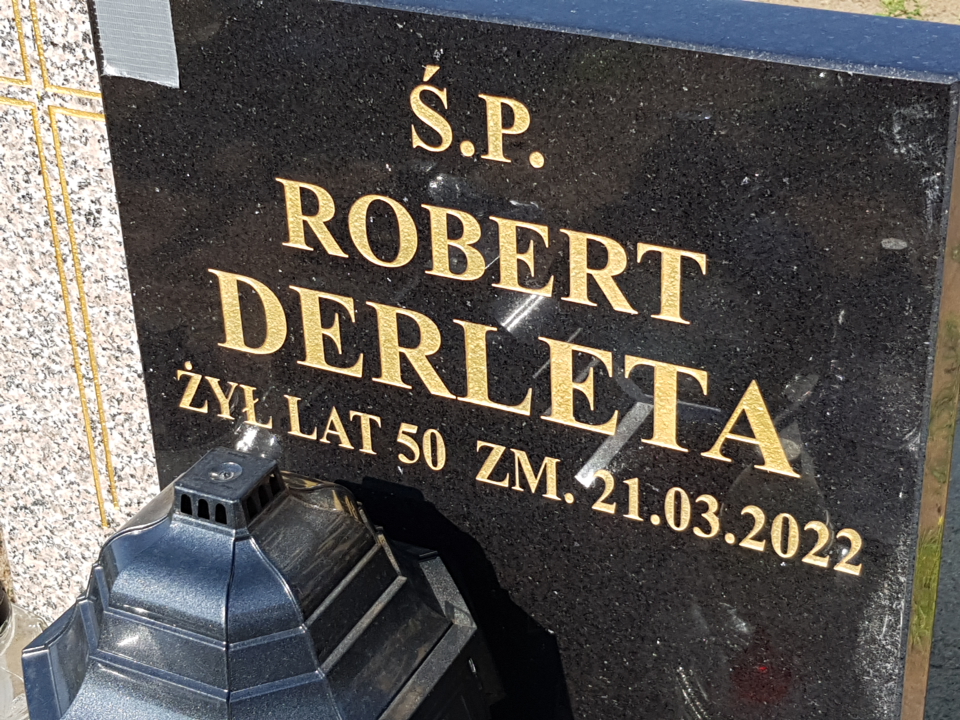 Ś.P.
ROBERT
DERLETA
ŻYŁ LAT 50 ZM. 21.03.2022